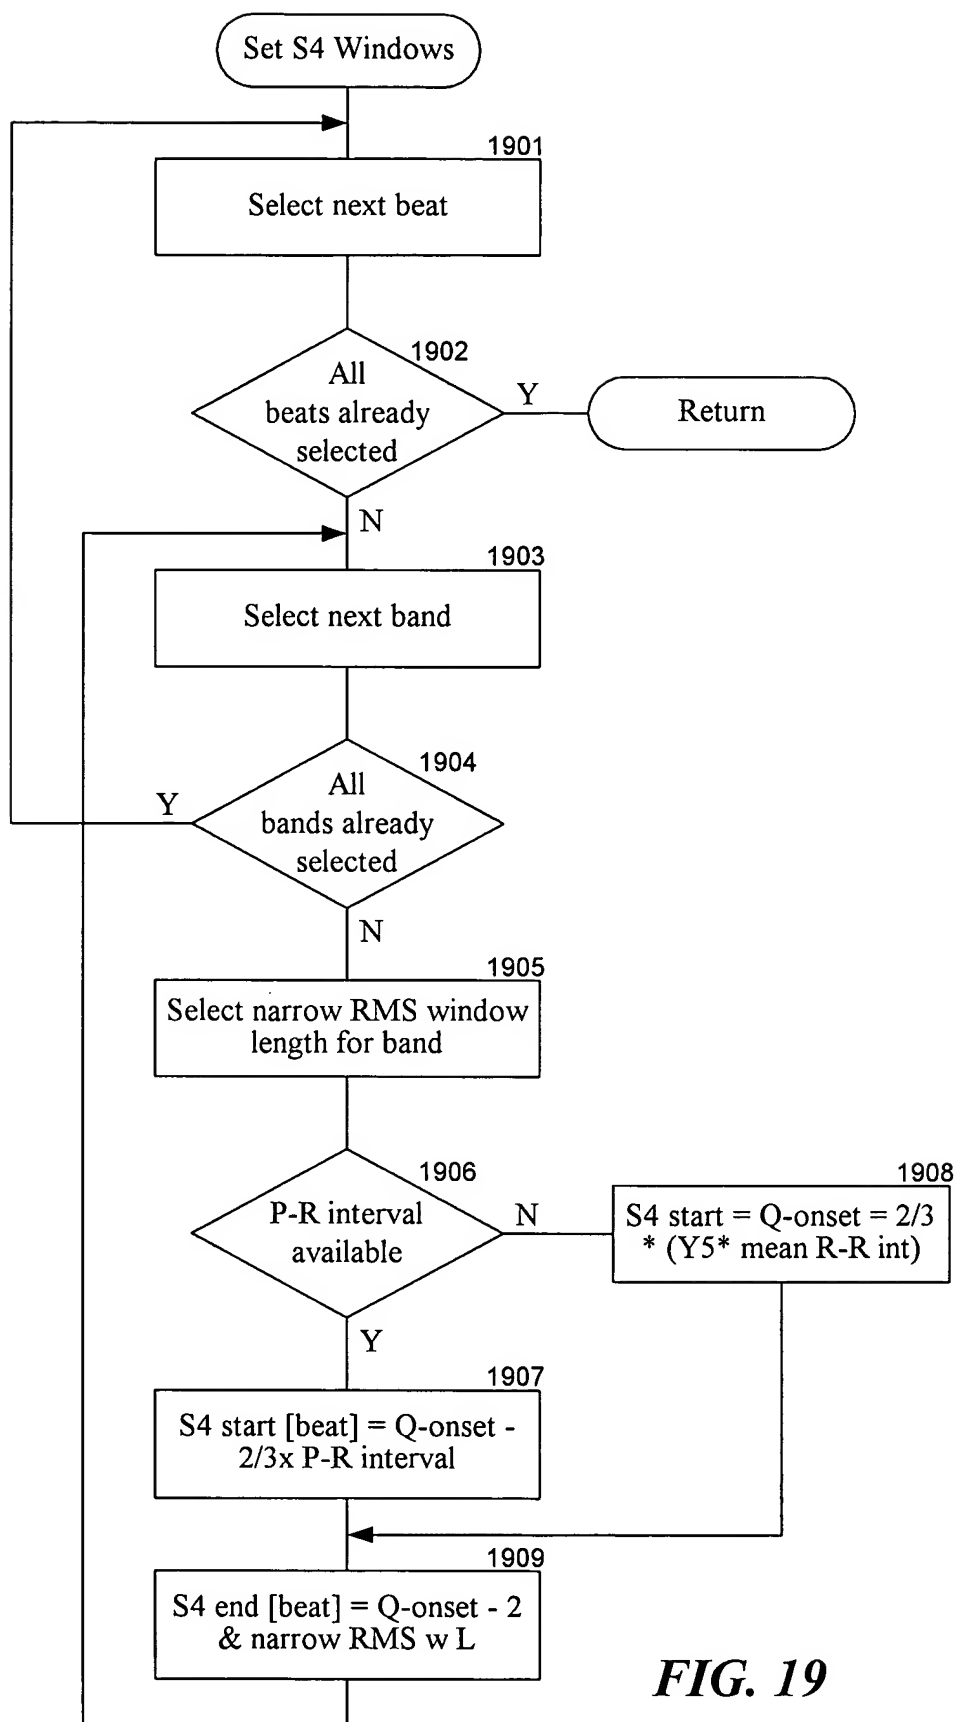 Set S4 Windows
1901
Select next beat
1902
All
beats already
selected
Y
Return
N
1903
Select next band
1904
All
bands already
selected
Y
N
1905
Select narrow RMS window
length for band
1906
P-R interval
available
N
1908
S4 start = Q-onset = 2/3
* (Y5* mean R-R int)
Y
1907
S4 start [beat] = Q-onset -
2/3x P-R interval
1909
S4 end [beat] = Q-onset - 2
& narrow RMS w L
FIG. 19